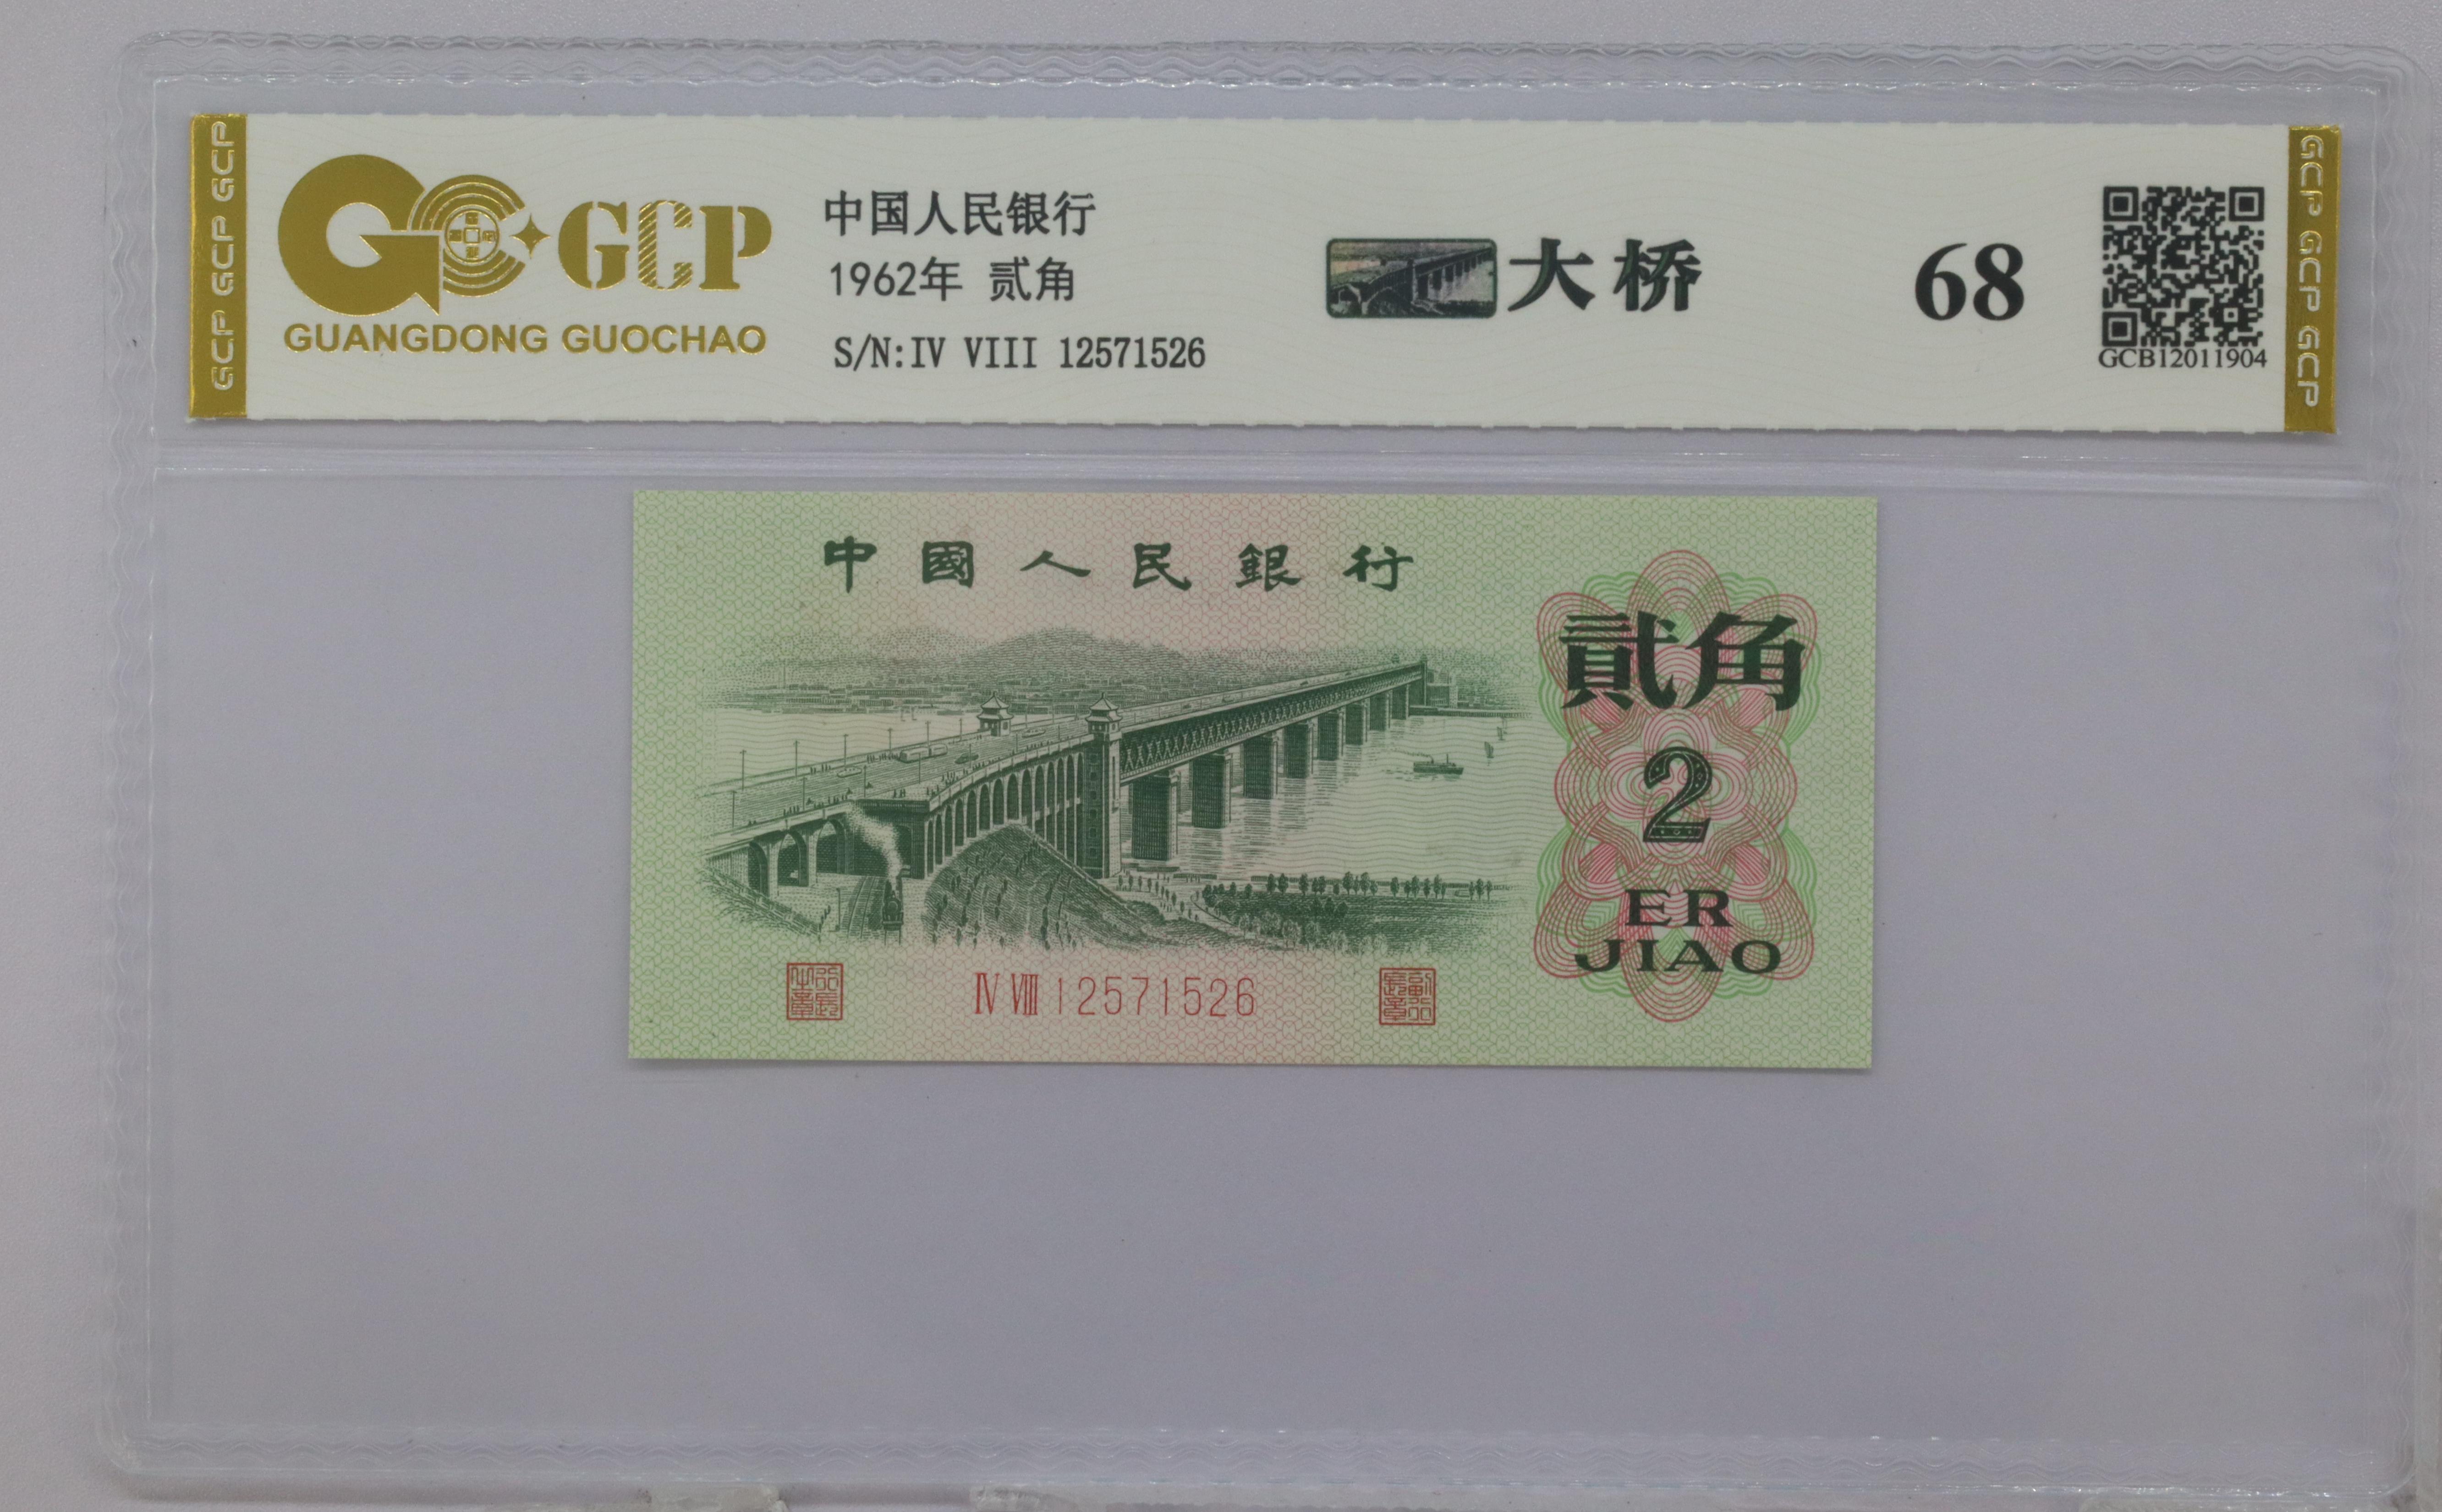 GCP GCP GCP
GCP
GUANGDONG GUOCHAO
中国人民银行
1962年 贰角
S/N:IV VIII 12571526
大桥
68
GCB12011904
GCP GCP GCP
中國人民銀行
貳角
2
ER
JIAO
Ⅳ Ⅷ 12571526